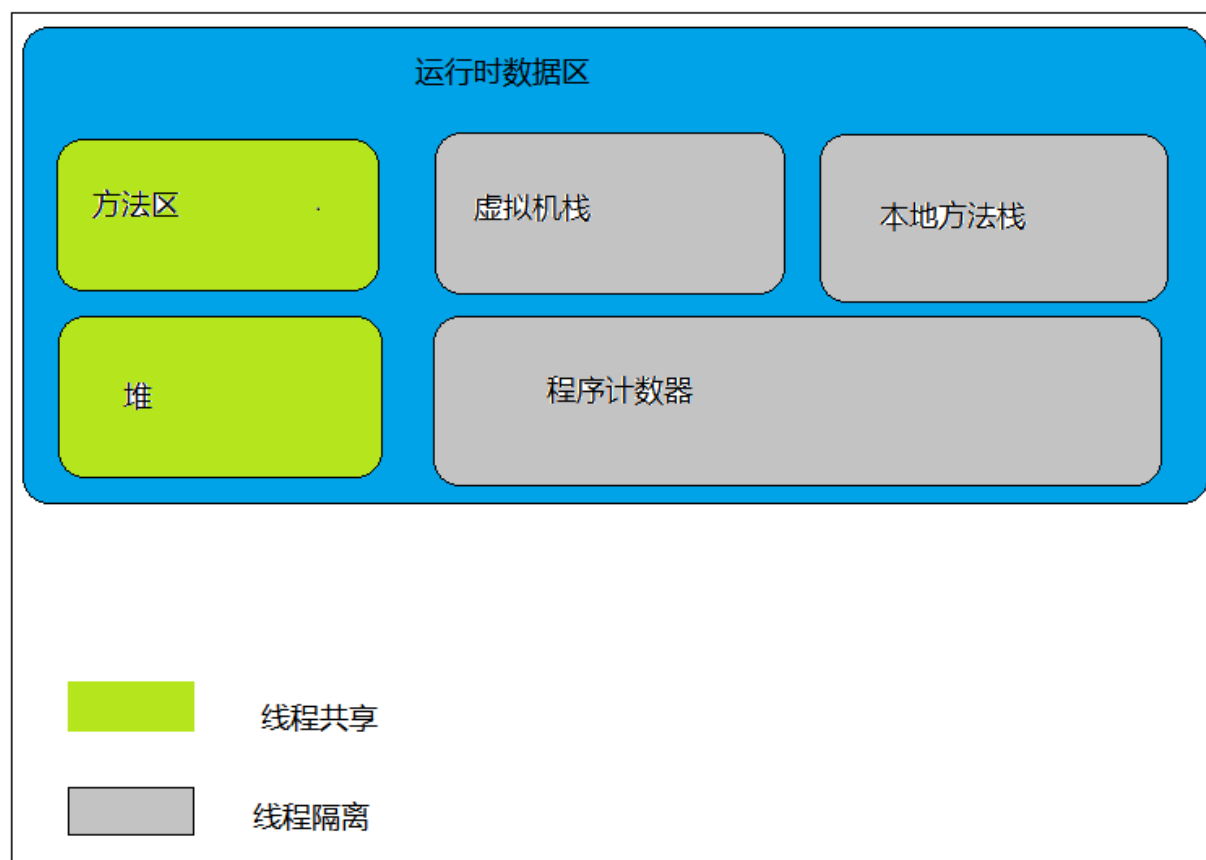 运行时数据区
方法区
虚拟机栈
本地方法栈
堆
程序计数器
线程共享
线程隔离